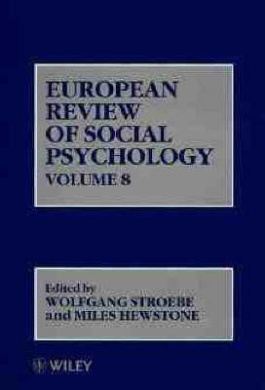 EUROPEAN
REVIEW
OF SOCIAL
PSYCHOLOGY
VOLUME 8
Edited by
WOLFGANG STROEBE
and MILES HEWSTONE
WILEY